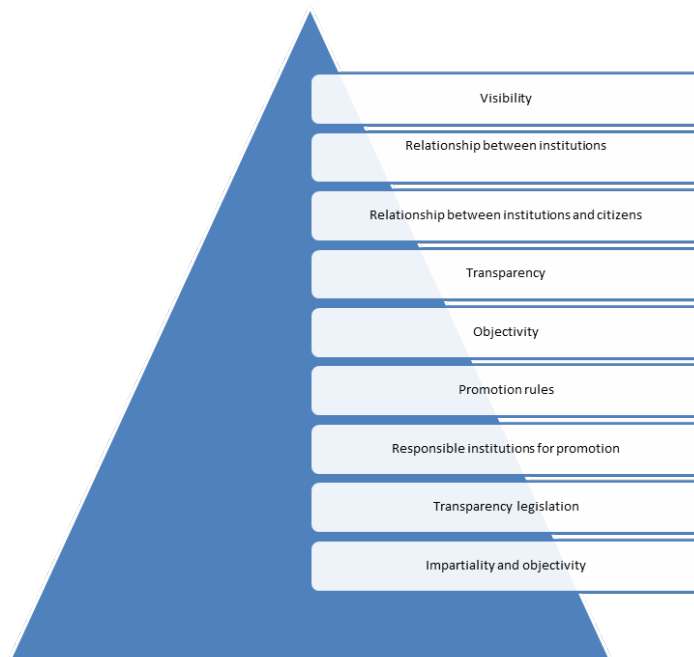 Visibility
Relationship between institutions
Relationship between institutions and citizens
Transparency
Objectivity
Promotion rules
Responsible institutions for promotion
Transparency legislation
Impartiality and objectivity